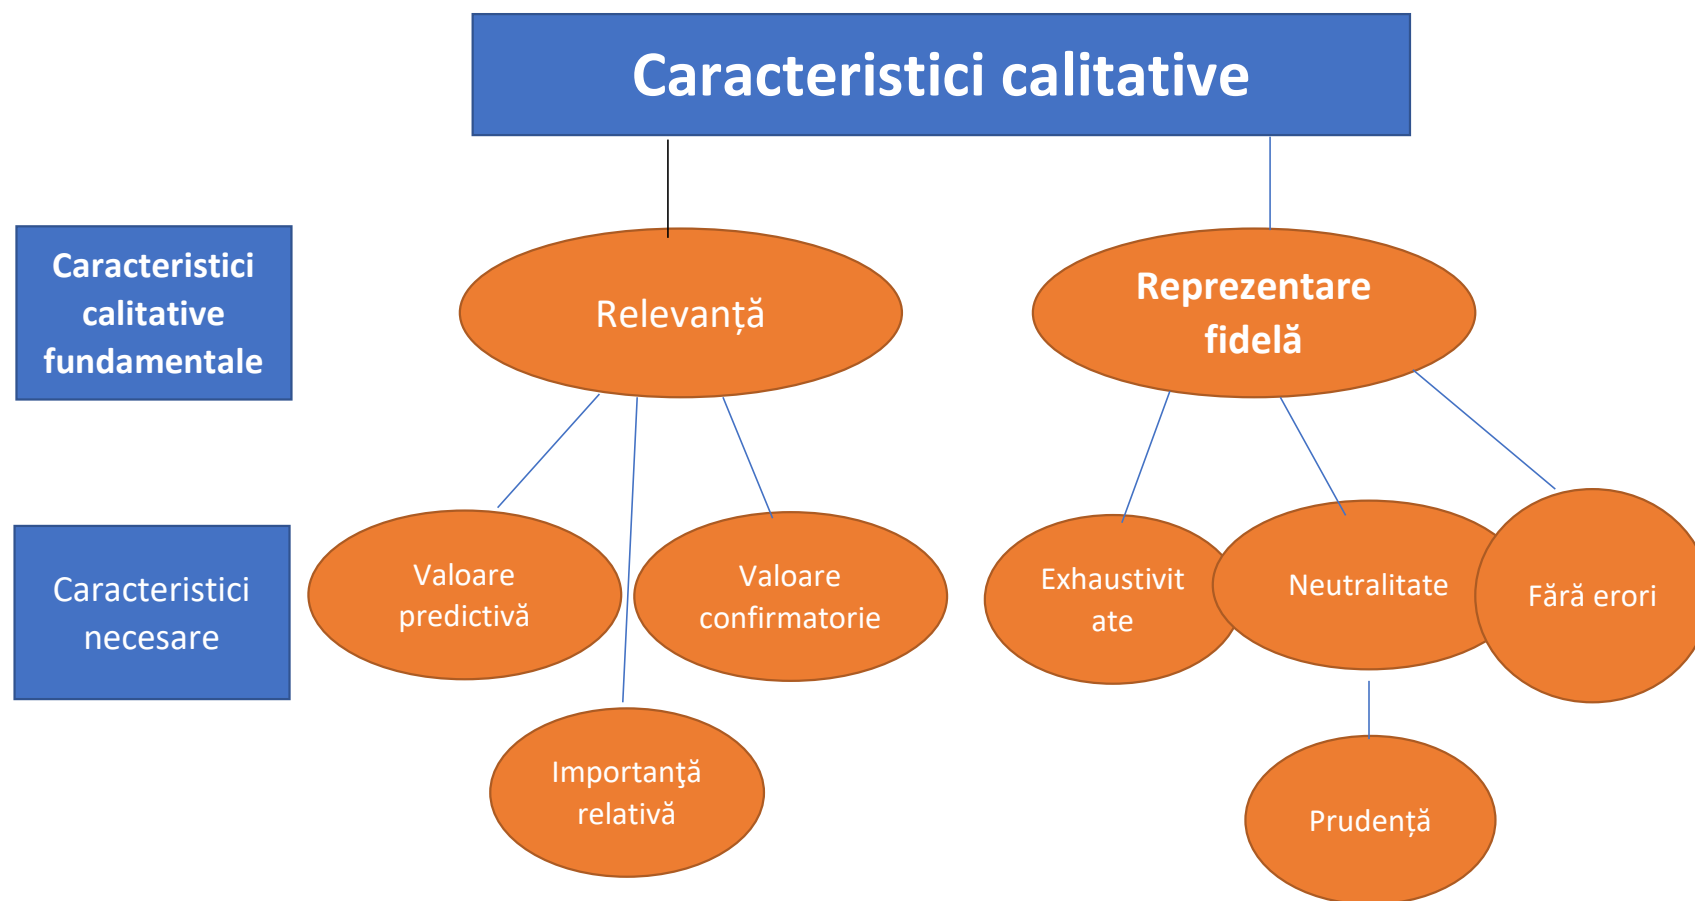 Caracteristici calitative
Caracteristici
calitative
fundamentale
Relevanță
Reprezentare
fidelă
Caracteristici
necesare
Valoare
predictivă
Valoare
confirmatorie
Exhaustivit
ate
Neutralitate
Fără erori
Importanţă
relativă
Prudență